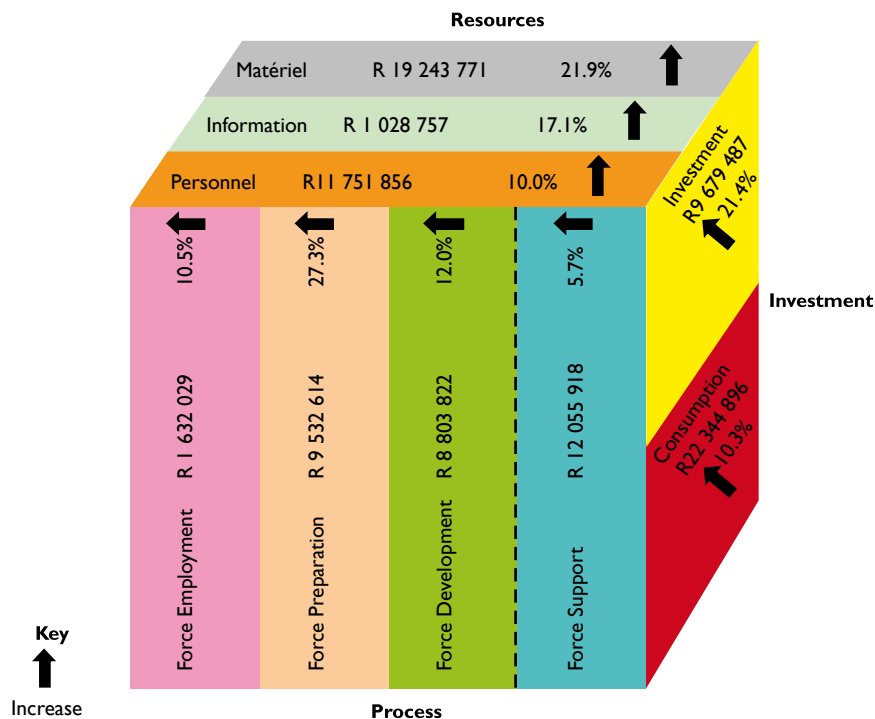 Resources
Matériel R 19 243 771 21.9%
Information R 1 028 757 17.1%
Personnel R11 751 856 10.0%
Investment
R9 679 487
21.4%
Investment
Consumption
R22 344 896
10.3%
Force Employment R 1 632 029 10.5%
Force Preparation R 9 532 614 27.3%
Force Development R 8 803 822 12.0%
Force Support R 12 055 918 5.7%
Key
Increase
Process